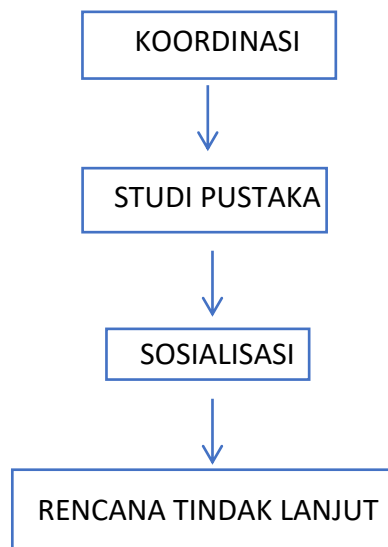 KOORDINASI
STUDI PUSTAKA
SOSIALISASI
RENCANA TINDAK LANJUT